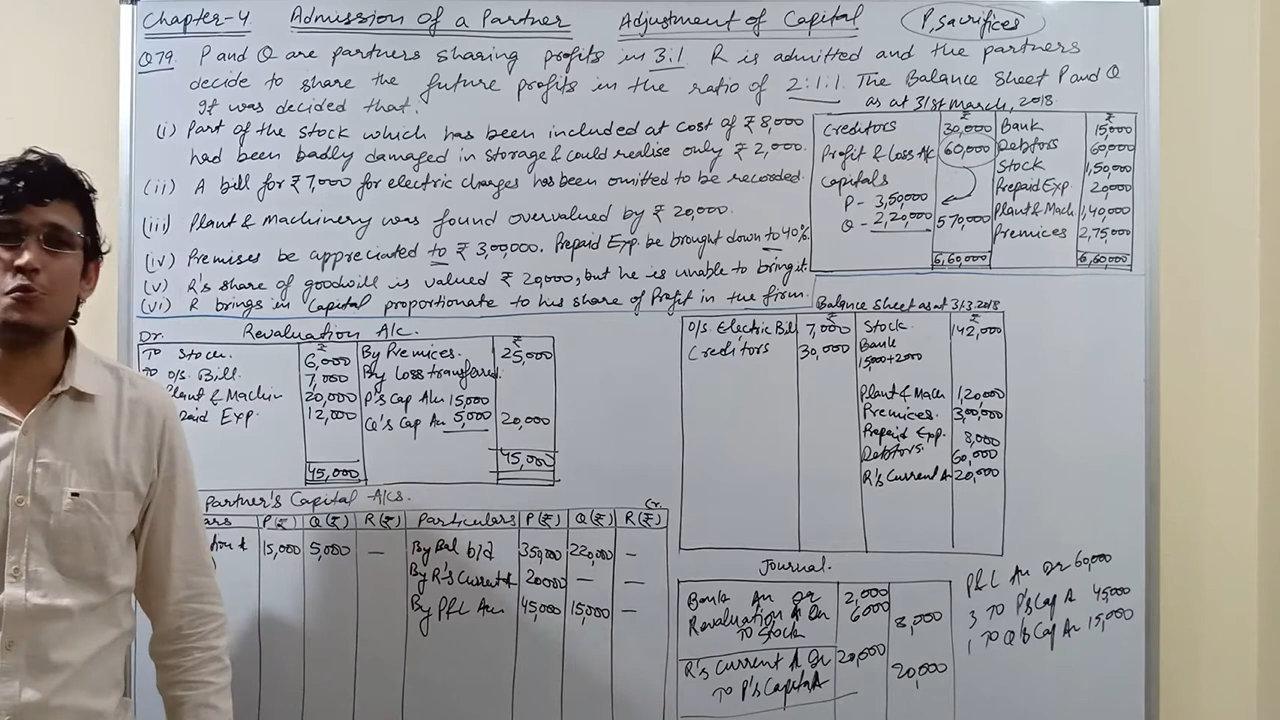 Chapter-4 Admission of a Partner Adjustment of Capital P, sacrifices
Q79. P and Q are partners sharing profits in 3:1. R is admitted and the partners
decide to share the future profits in the ratio of 2:1:1. The Balance Sheet P and Q
It was decided that: as at 31st March, 2018.
(i) Part of the stock which has been included at cost of ₹ 8,000
had been badly damaged in storage & could realise only ₹ 2,000.
(ii) A bill for ₹ 7,000 for electric charges has been omitted to be recorded.
(iii) Plant & Machinery was found overvalued by ₹ 20,000.
(iv) Premises be appreciated to ₹ 3,00,000. Prepaid Exp. be brought down to 40%.
(v) R's share of goodwill is valued ₹ 20,000, but he is unable to bring it.
(vi) R brings in Capital proportionate to his share of Profit in the firm.
₹ ₹
Creditors 30,000 Bank 15,000
Profit & Loss A/c 60,000 Debtors 60,000
Capitals Stock 1,50,000
P- 3,50,000 Prepaid Exp. 20,000
Q- 2,20,000 570,000 Plant & Mach. 1,40,000
Premices 2,75,000
6,60,000 6,60,000
Dr. Revaluation A/c.
₹ ₹
To Stock. 6,000 By Premices. 25,000
To O/S. Bill. 7,000 By Loss transferred.
Plant & Machin 20,000 P's Cap A/c 15,000
paid Exp. 12,000 Q's Cap A/c 5,000 20,000
45,000 45,000
Balance Sheet as at 31.3.2018
₹ ₹
O/S. Electric Bill 7,000 Stock 142,000
Creditors 30,000 Bank
15,000+2000
Plant & Mach 1,20,000
Premices. 3,00,000
Prepaid Exp. 8,000
Debtors. 60,000
R's Current A 20,000
Partner's Capital A/cs. Cr.
ars P(₹) Q(₹) R(₹) Particulars P(₹) Q(₹) R(₹)
15,000 5,000 — By Bal b/d 350,000 220,000 —
By R's Current A 20000 — —
By P&L A/c 45,000 15,000 —
Journal.
Bank A/c Dr 2,000
Revaluation A Dr 6000
To Stock 8,000
R's Current A Dr 20,000
To P's Capital A 20,000
P&L A/c Dr 60,000
3 To P's Cap A 45000
1 To Q's Cap A/c 15,000